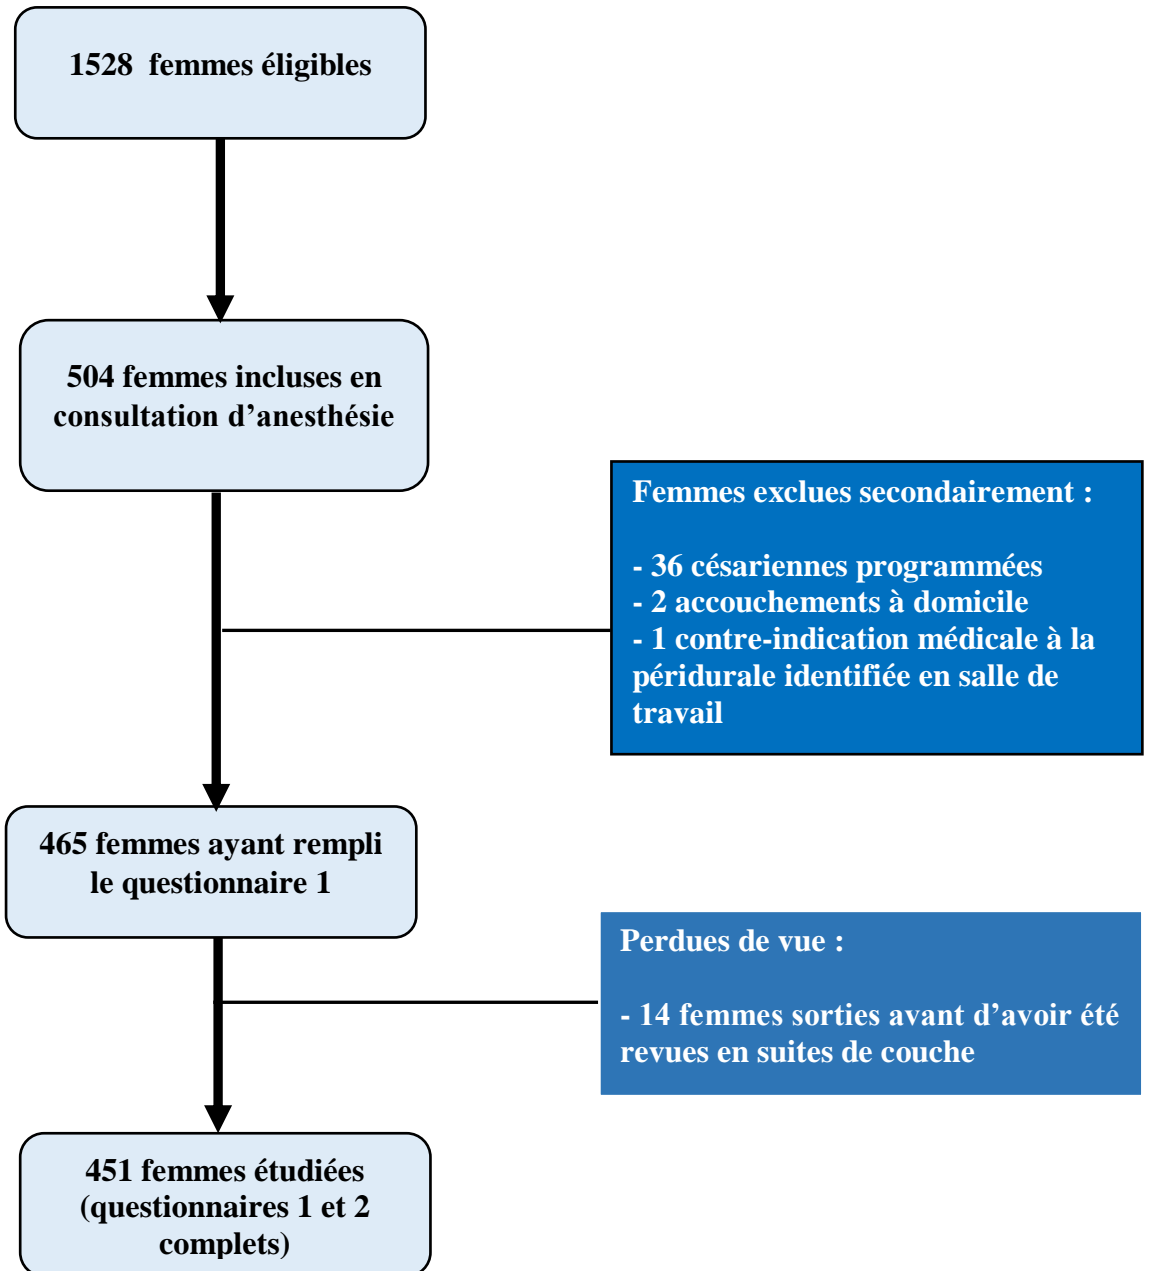 1528  femmes éligibles
504 femmes incluses en
consultation d’anesthésie
Femmes exclues secondairement :
- 36 césariennes programmées
- 2 accouchements à domicile
- 1 contre-indication médicale à la
péridurale identifiée en salle de
travail
465 femmes ayant rempli
le questionnaire 1
Perdues de vue :
- 14 femmes sorties avant d’avoir été
revues en suites de couche
451 femmes étudiées
(questionnaires 1 et 2
complets)